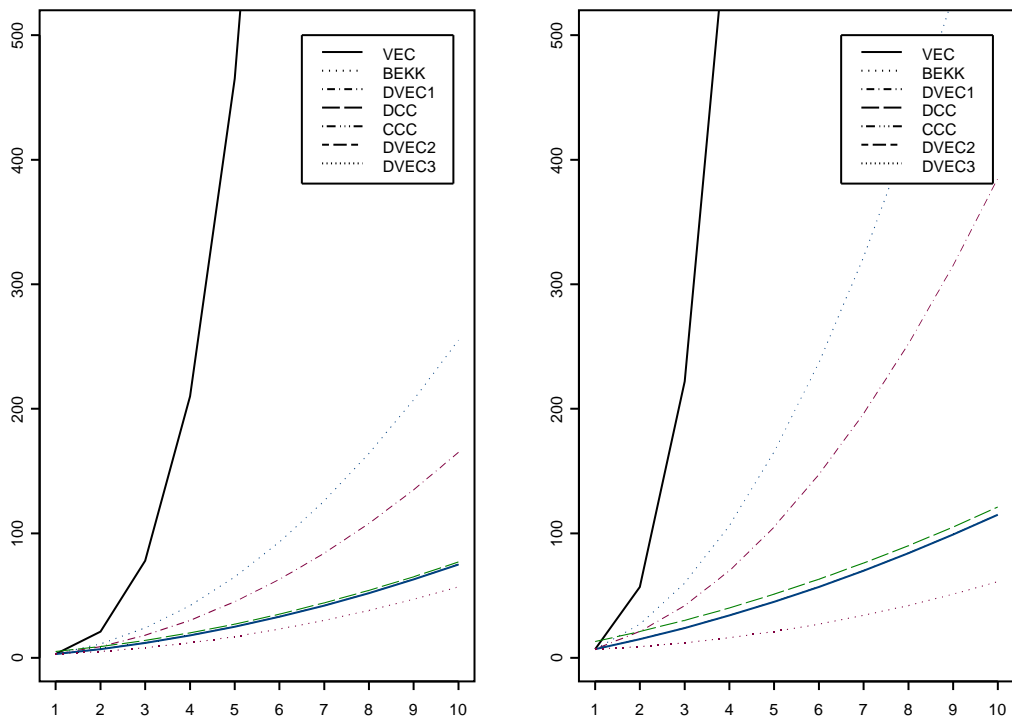 500
400
300
200
100
0
VEC
BEKK
DVEC1
DCC
CCC
DVEC2
DVEC3
1 2 3 4 5 6 7 8 9 10
500
400
300
200
100
0
VEC
BEKK
DVEC1
DCC
CCC
DVEC2
DVEC3
1 2 3 4 5 6 7 8 9 10